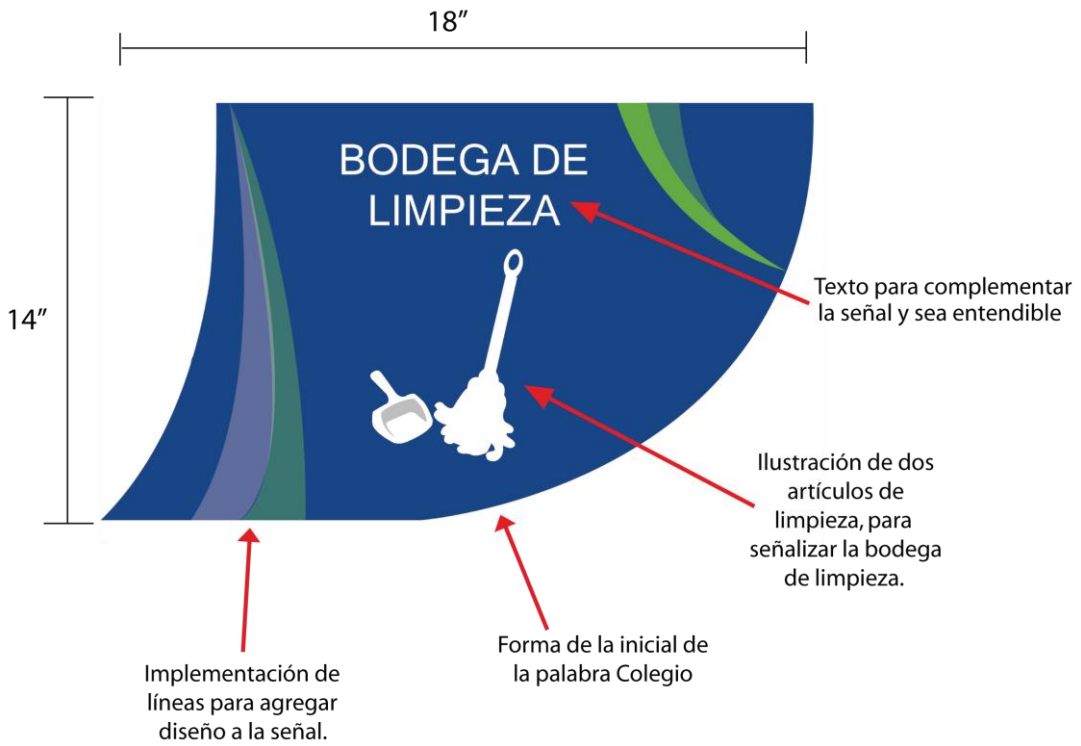 18”
BODEGA DE
LIMPIEZA
14”
Texto para complementar
la señal y sea entendible
Ilustración de dos
artículos de
limpieza, para
señalizar la bodega
de limpieza.
Forma de la inicial de
la palabra Colegio
Implementación de
líneas para agregar
diseño a la señal.